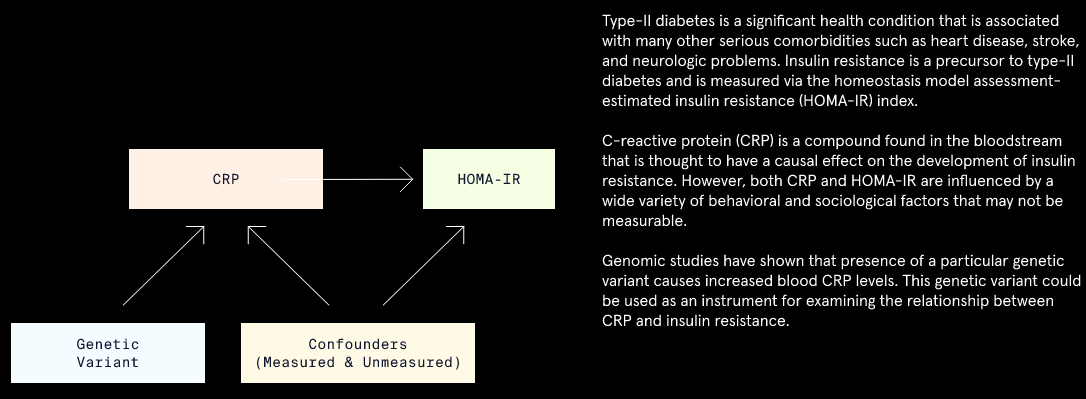 Type-II diabetes is a significant health condition that is associated
with many other serious comorbidities such as heart disease, stroke,
and neurologic problems. Insulin resistance is a precursor to type-II
diabetes and is measured via the homeostasis model assessment-
estimated insulin resistance (HOMA-IR) index.
C-reactive protein (CRP) is a compound found in the bloodstream
that is thought to have a causal effect on the development of insulin
resistance. However, both CRP and HOMA-IR are influenced by a
wide variety of behavioral and sociological factors that may not be
measurable.
Genomic studies have shown that presence of a particular genetic
variant causes increased blood CRP levels. This genetic variant could
be used as an instrument for examining the relationship between
CRP and insulin resistance.
CRP
HOMA-IR
Genetic
Variant
Confounders
(Measured & Unmeasured)